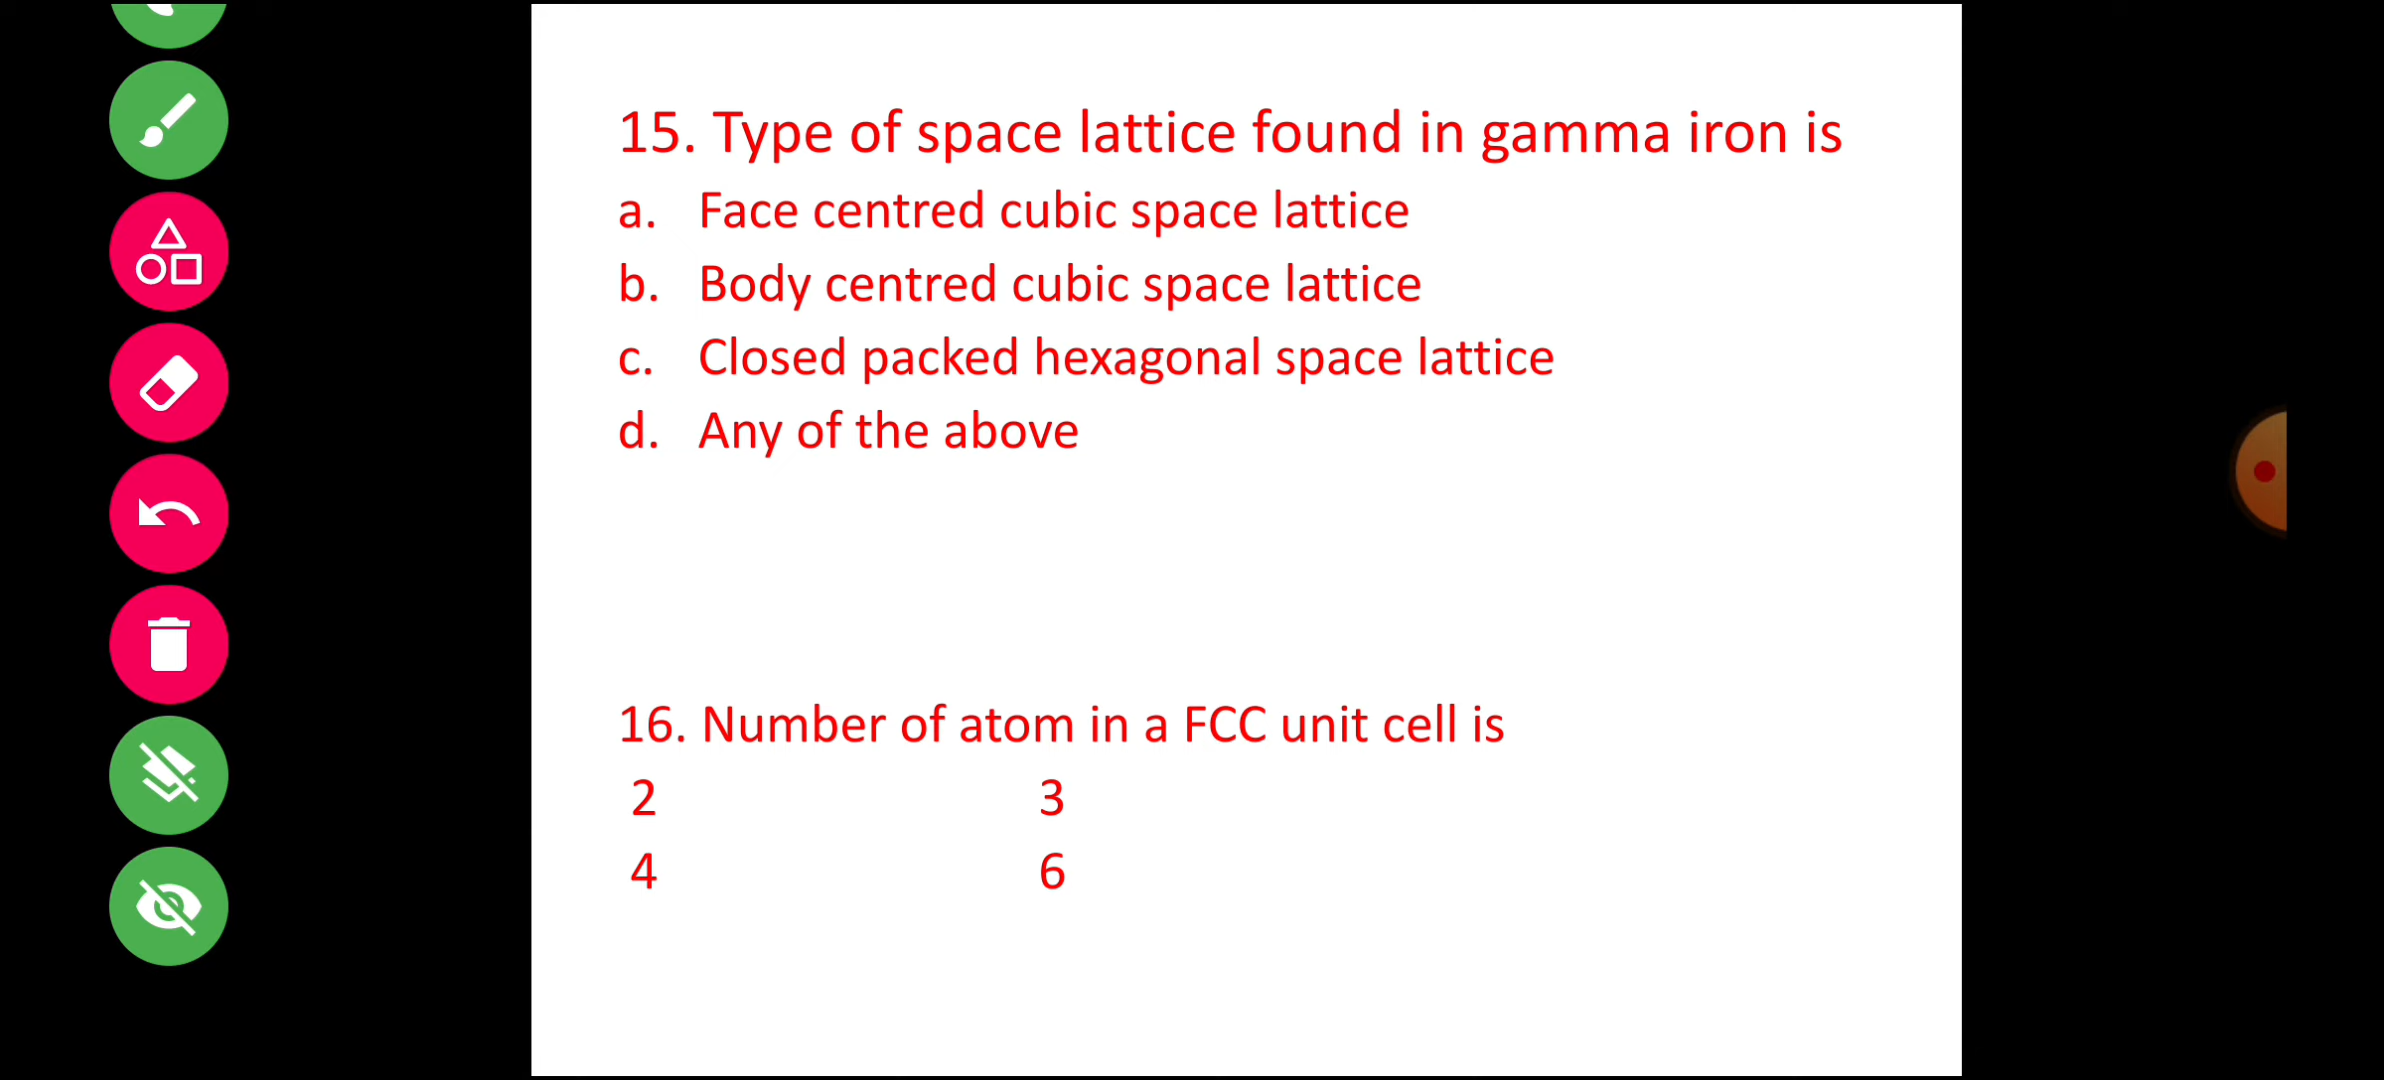 15. Type of space lattice found in gamma iron is
a. Face centred cubic space lattice
b. Body centred cubic space lattice
c. Closed packed hexagonal space lattice
d. Any of the above
16. Number of atom in a FCC unit cell is
2 3
4 6